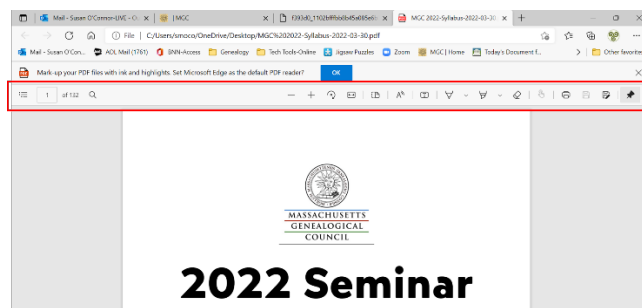 Mail - Susan O'Connor-LIVE - O
[MGC
MGC 2022-Syllabus-2022-03-30.
File
C:/Users/smoco/OneDrive/Desktop/MGC%202022-Syllabus-2022-03-30.pdf
Mail - Susan O'Con... AOL Mail (1761) BNN-Access Genealogy Tech Tools-Online Jigsaw Puzzles Zoom MGC | Home Today's Document f... Other favorites
Mark-up your PDF files with ink and highlights. Set Microsoft Edge as the default PDF reader? OK
1 of 132
MASSACHUSETTS
GENEALOGICAL
COUNCIL
2022 Seminar